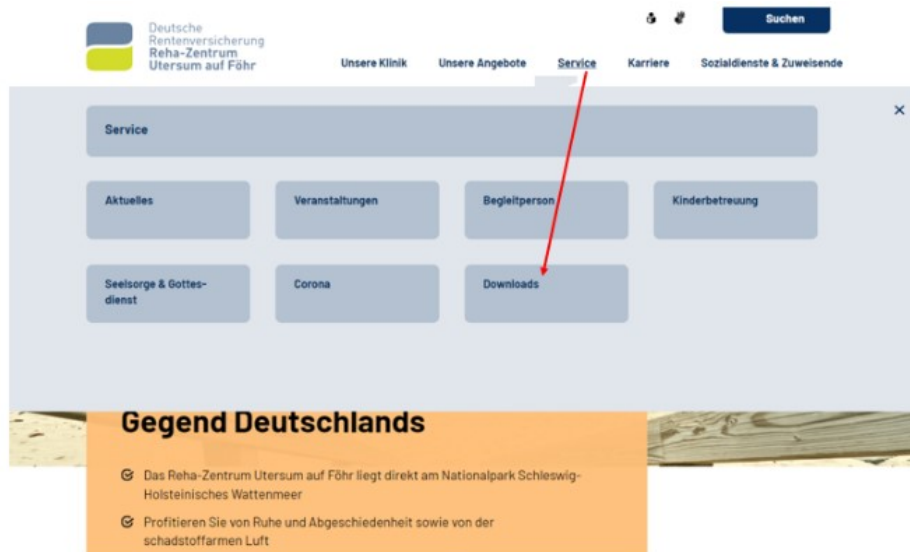 Deutsche
Rentenversicherung
Reha-Zentrum
Utersum auf Föhr
Suchen
Unsere Klinik Unsere Angebote Service Karriere Sozialdienste & Zuweisende
Service
Aktuelles Veranstaltungen Begleitperson Kinderbetreuung
Seelsorge & Gottes-
dienst
Corona Downloads
Gegend Deutschlands
Das Reha-Zentrum Utersum auf Föhr liegt direkt am Nationalpark Schleswig-
Holsteinisches Wattenmeer
Profitieren Sie von Ruhe und Abgeschiedenheit sowie von der
schadstoffarmen Luft